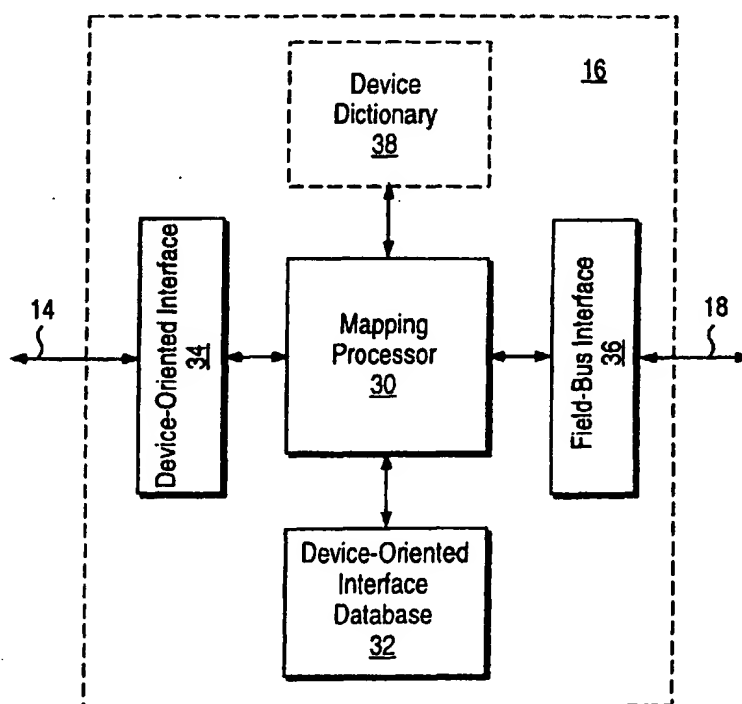 16
Device
Dictionary
38
14
Device-Oriented Interface
34
Mapping
Processor
30
Field-Bus Interface
36
18
Device-Oriented
Interface
Database
32